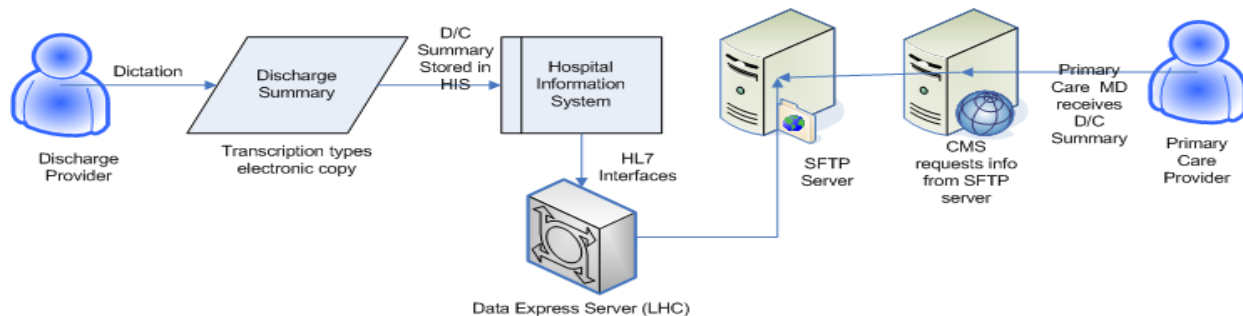 Dictation
Discharge
Summary
D/C
Summary
Stored in
HIS
Hospital
Information
System
Primary
Care MD
receives
D/C
Summary
Discharge
Provider
Transcription types
electronic copy
HL7
Interfaces
SFTP
Server
CMS
requests info
from SFTP
server
Primary
Care
Provider
Data Express Server (LHC)